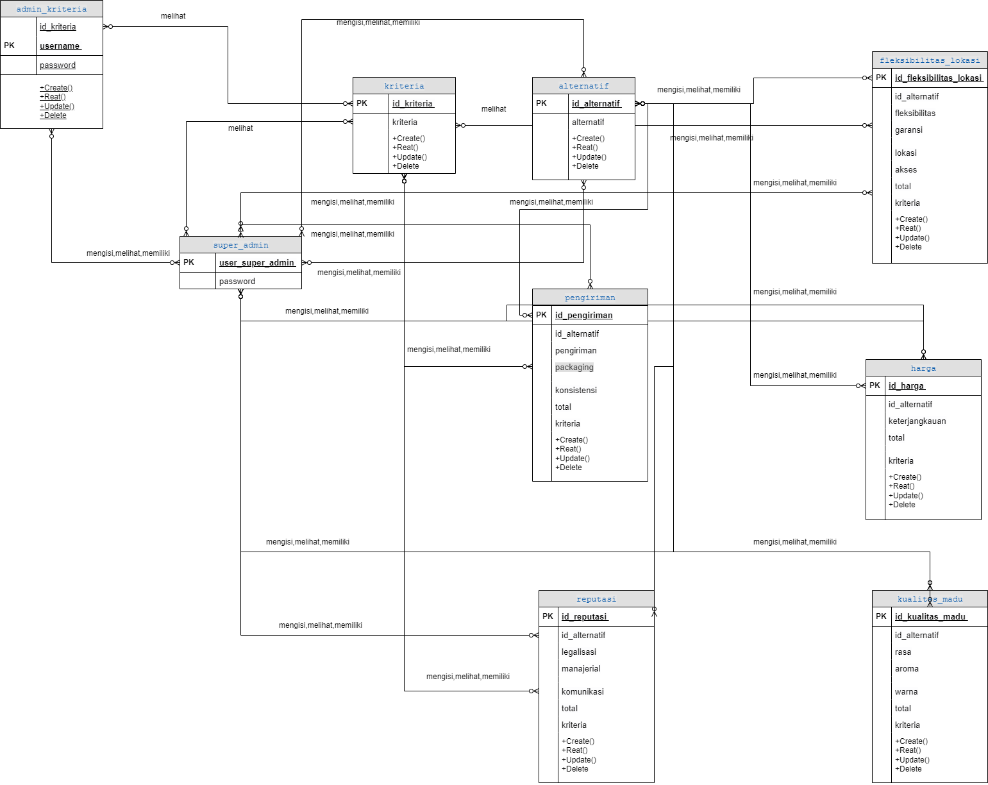 admin_kriteria
id_kriteria
PK
username
password
+Create()
+Reat()
+Update()
+Delete
melihat
mengisi,melihat,memiliki
kriteria
PK
id_kriteria
kriteria
+Create()
+Reat()
+Update()
+Delete
melihat
melihat
alternatif
PK
id_alternatif
alternatif
+Create()
+Reat()
+Update()
+Delete
mengisi,melihat,memiliki
mengisi,melihat,memiliki
fleksibilitas_lokasi
PK
id_fleksibilitas_lokasi
id_alternatif
fleksibilitas
garansi
lokasi
akses
total
kriteria
+Create()
+Reat()
+Update()
+Delete
mengisi,melihat,memiliki
mengisi,melihat,memiliki
mengisi,melihat,memiliki
mengisi,melihat,memiliki
mengisi,melihat,memiliki
super_admin
PK
user_super_admin
password
mengisi,melihat,memiliki
mengisi,melihat,memiliki
mengisi,melihat,memiliki
pengiriman
PK
id_pengiriman
id_alternatif
pengiriman
packaging
konsistensi
total
kriteria
+Create()
+Reat()
+Update()
+Delete
mengisi,melihat,memiliki
mengisi,melihat,memiliki
harga
PK
id_harga
id_alternatif
keterjangkauan
total
kriteria
+Create()
+Reat()
+Update()
+Delete
mengisi,melihat,memiliki
mengisi,melihat,memiliki
mengisi,melihat,memiliki
reputasi
PK
id_reputasi
id_alternatif
legalisasi
manajerial
komunikasi
total
kriteria
+Create()
+Reat()
+Update()
+Delete
mengisi,melihat,memiliki
mengisi,melihat,memiliki
kualitas_madu
PK
id_kualitas_madu
id_alternatif
rasa
aroma
warna
total
kriteria
+Create()
+Reat()
+Update()
+Delete